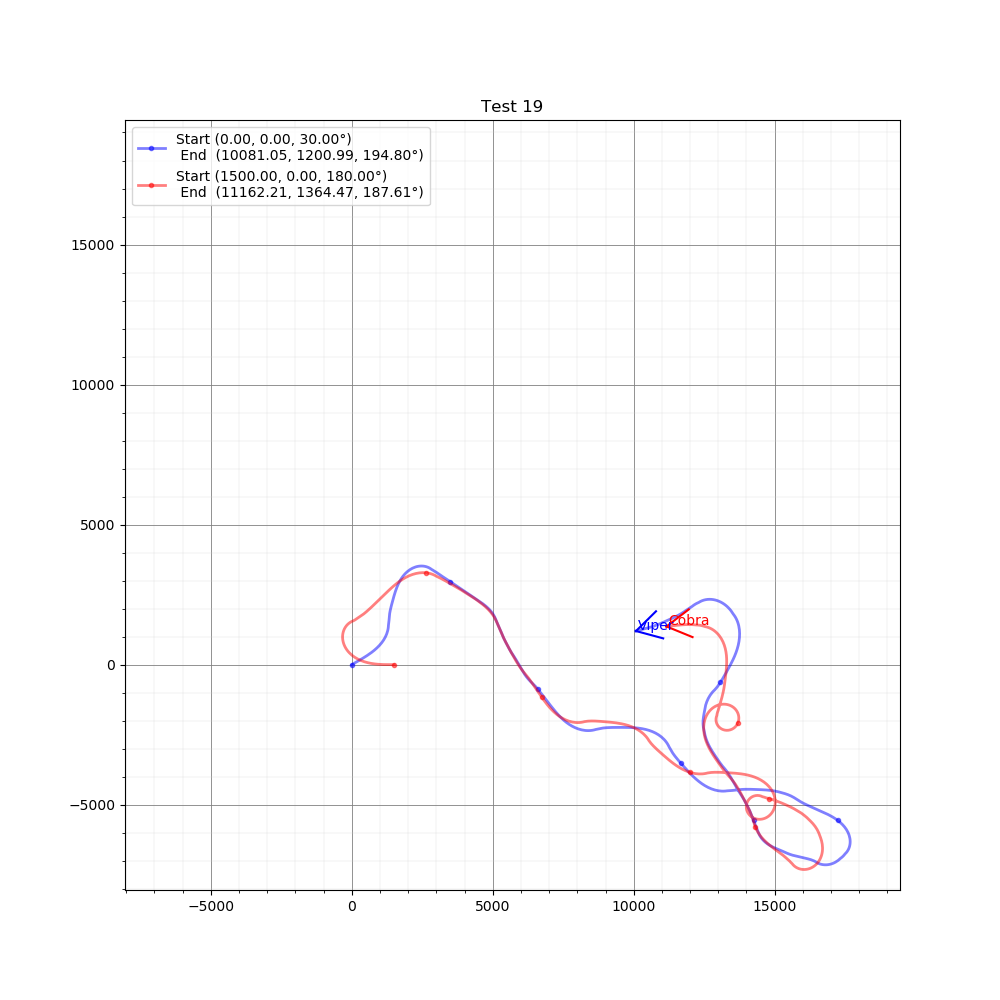 Test 19
Start (0.00, 0.00, 30.00°)
End (10081.05, 1200.99, 194.80°)
Start (1500.00, 0.00, 180.00°)
End (11162.21, 1364.47, 187.61°)
15000
10000
5000
0
−5000
Viper
Cobra
−5000 0 5000 10000 15000